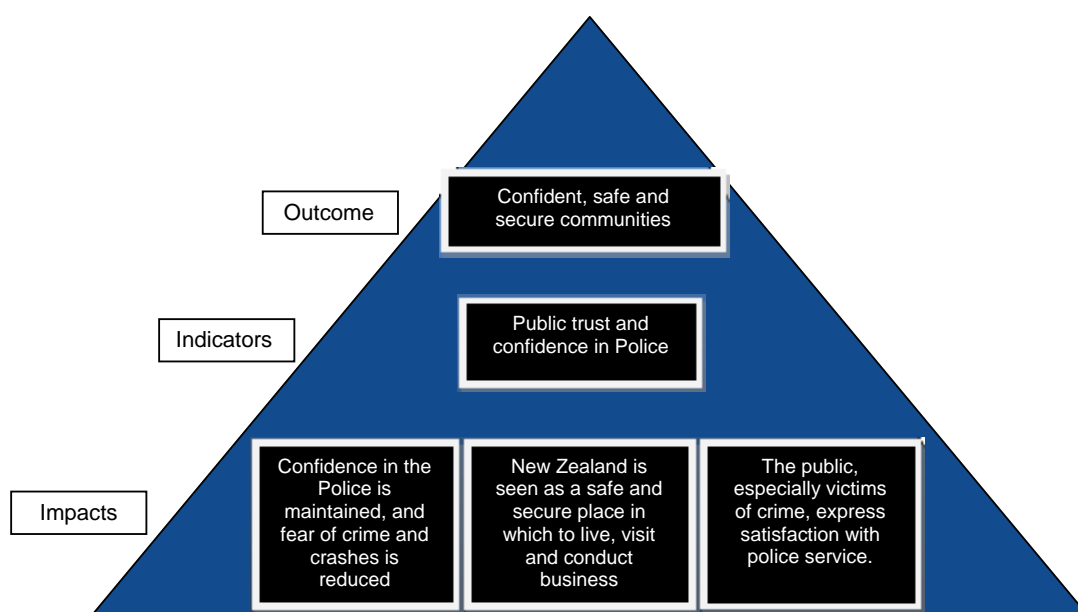 Outcome
Confident, safe and
secure communities
Indicators
Public trust and
confidence in Police
Impacts
Confidence in the
Police is
maintained, and
fear of crime and
crashes is
reduced
New Zealand is
seen as a safe and
secure place in
which to live, visit
and conduct
business
The public,
especially victims
of crime, express
satisfaction with
police service.